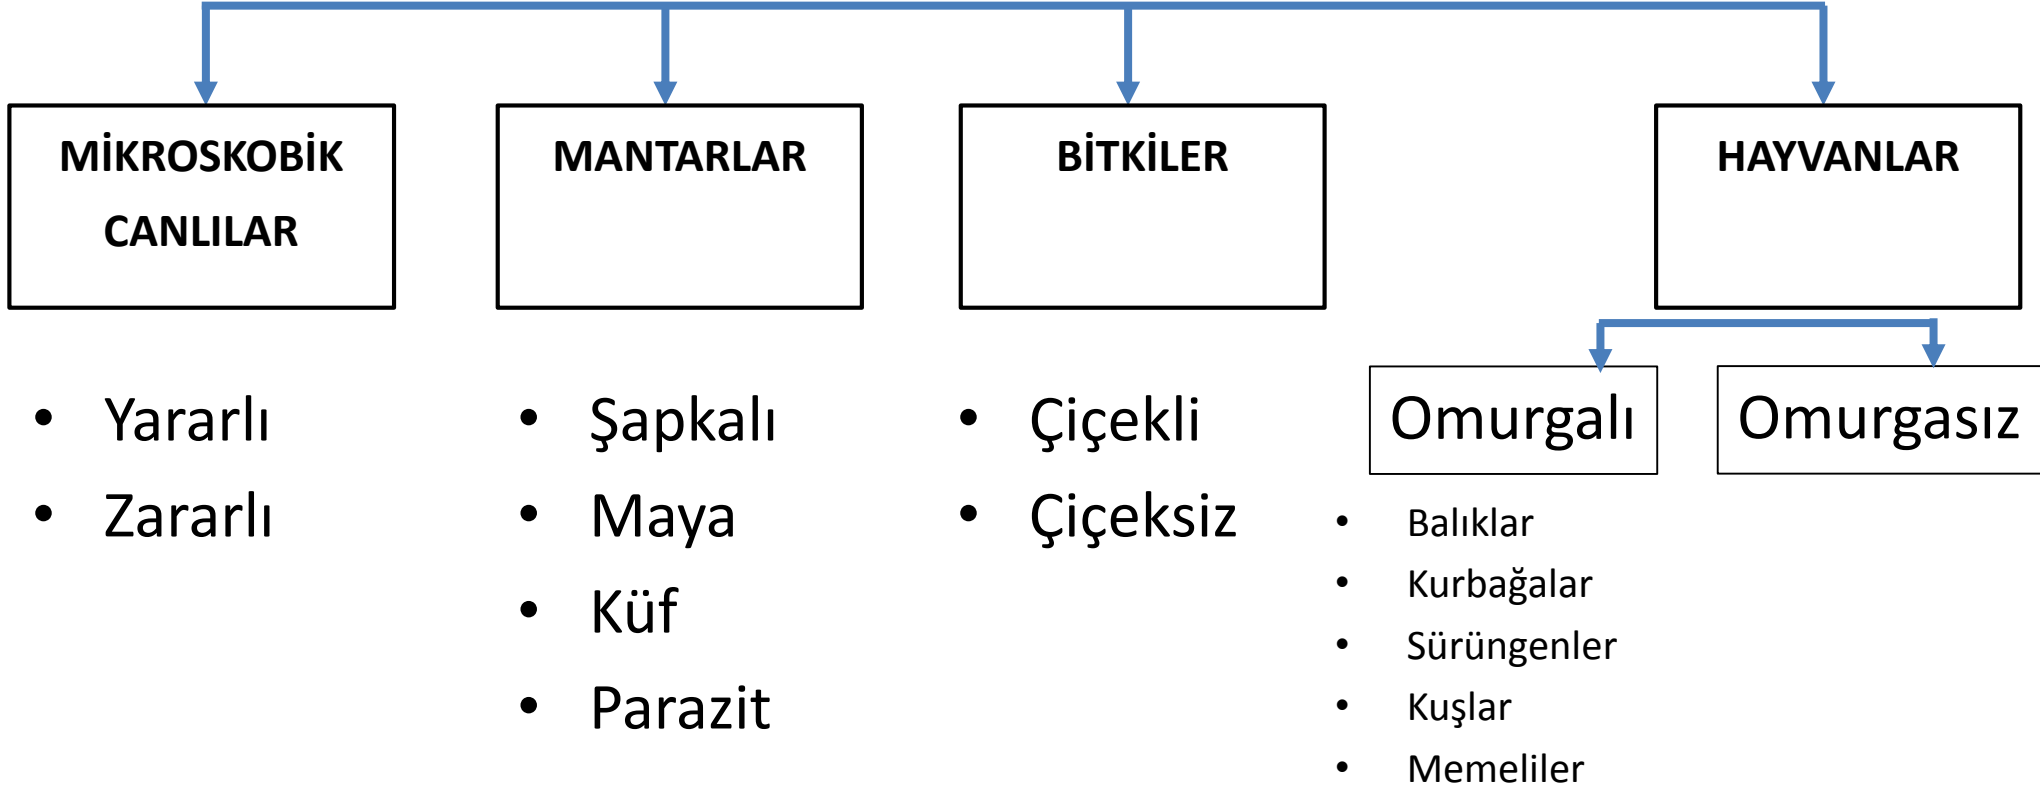 MİKROSKOBİK
CANLILAR
MANTARLAR
BİTKİLER
HAYVANLAR
• Yararlı
• Zararlı
• Şapkalı
• Maya
• Küf
• Parazit
• Çiçekli
• Çiçeksiz
Omurgalı
Omurgasız
• Balıklar
• Kurbağalar
• Sürüngenler
• Kuşlar
• Memeliler